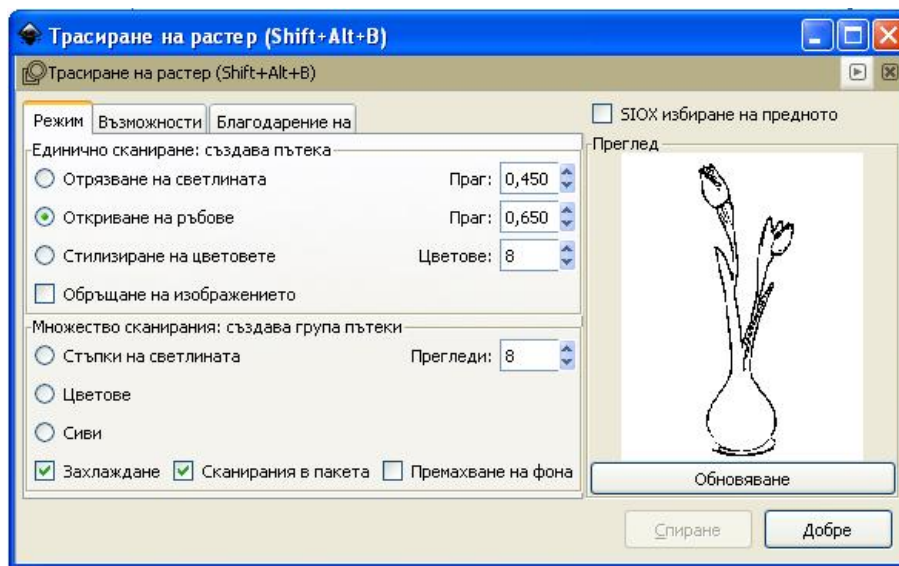 Трасиране на растер (Shift+Alt+B)
Трасиране на растер (Shift+Alt+B)
Режим Възможности Благодарение на
Единично сканиране: създава пътека
Отрязване на светлината Праг: 0,450
Откриване на ръбове Праг: 0,650
Стилизиране на цветовете Цветове: 8
Обръщане на изображението
Множество сканирания: създава група пътеки
Стъпки на светлината Прегледи: 8
Цветове
Сиви
Захлаждане Сканирания в пакета Премахване на фона
SIOX избиране на предното
Преглед
Обновяване
Спиране Добре